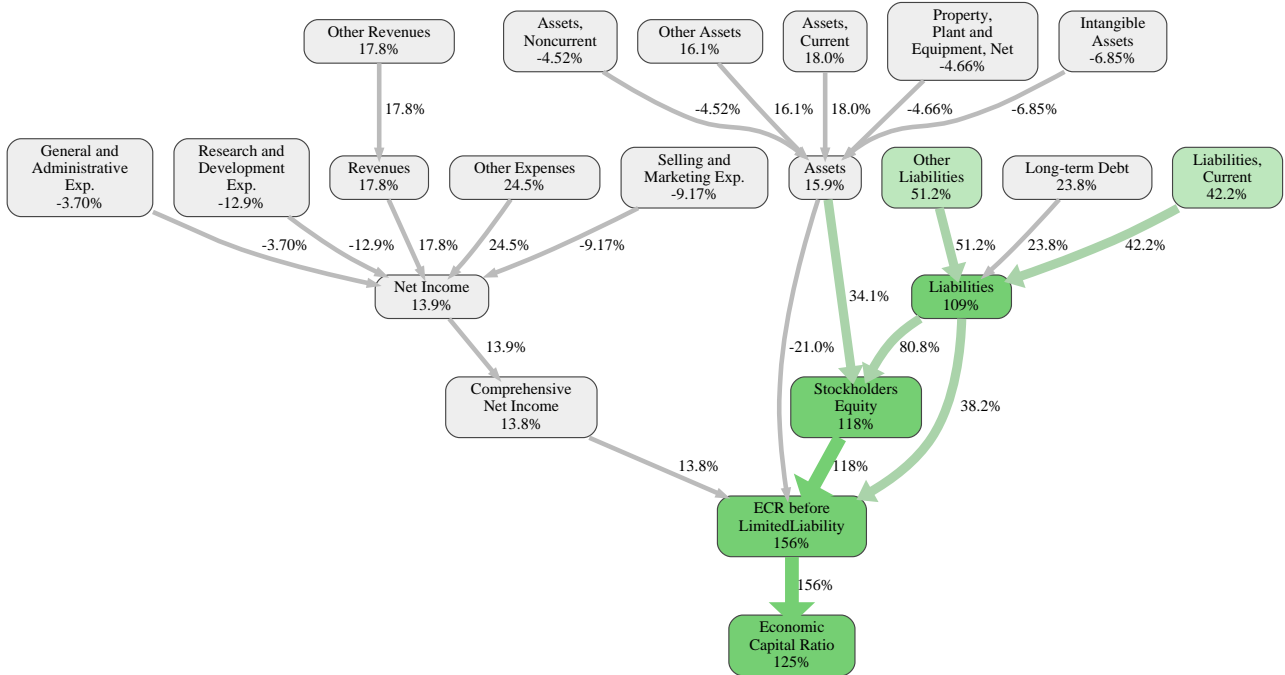 Other Revenues
17.8%
Assets,
Noncurrent
-4.52%
Other Assets
16.1%
Assets,
Current
18.0%
Property,
Plant and
Equipment, Net
-4.66%
Intangible
Assets
-6.85%
17.8%
-4.52%
16.1%
18.0%
-4.66%
-6.85%
General and
Administrative
Exp.
-3.70%
Research and
Development
Exp.
-12.9%
Revenues
17.8%
Other Expenses
24.5%
Selling and
Marketing Exp.
-9.17%
Assets
15.9%
Other
Liabilities
51.2%
Long-term Debt
23.8%
Liabilities,
Current
42.2%
-3.70%
-12.9%
17.8%
24.5%
-9.17%
51.2%
23.8%
42.2%
Net Income
13.9%
34.1%
Liabilities
109%
13.9%
-21.0%
80.8%
Comprehensive
Net Income
13.8%
Stockholders
Equity
118%
38.2%
13.8%
118%
ECR before
LimitedLiability
156%
156%
Economic
Capital Ratio
125%